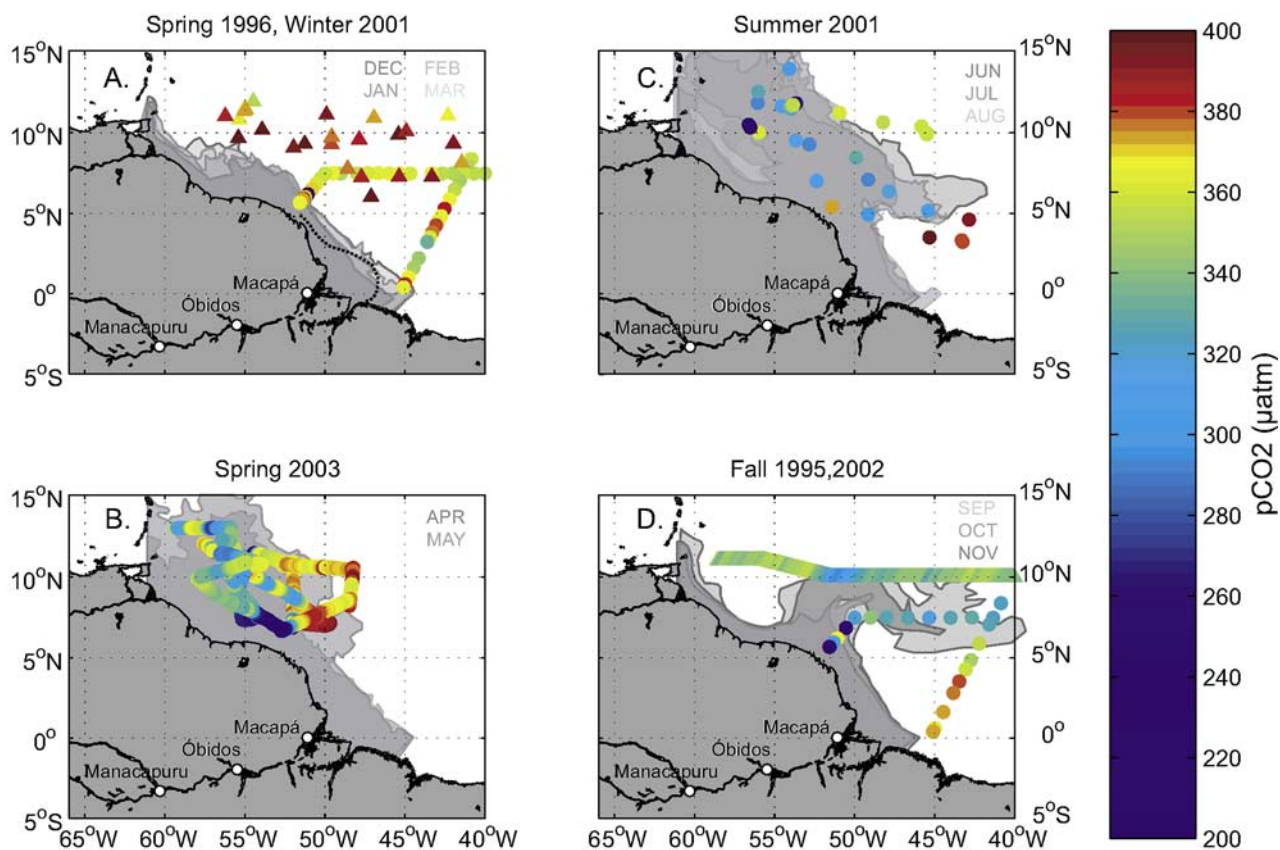 Spring 1996, Winter 2001
Summer 2001
15°N
A.
DEC FEB
JAN MAR
10°N
5°N
0°
5°S
Macapá
Óbidos
Manacapuru
C.
JUN
JUL
AUG
15°N
10°N
5°N
0°
5°S
Macapá
Óbidos
Manacapuru
Spring 2003
Fall 1995,2002
15°N
B.
APR
MAY
10°N
5°N
0°
5°S
Macapá
Óbidos
Manacapuru
65°W 60°W 55°W 50°W 45°W 40°W
D.
SEP
OCT
NOV
15°N
10°N
5°N
0°
5°S
Macapá
Óbidos
Manacapuru
65°W 60°W 55°W 50°W 45°W 40°W
400
380
360
340
320
300
280
260
240
220
200
pCO2 (µatm)